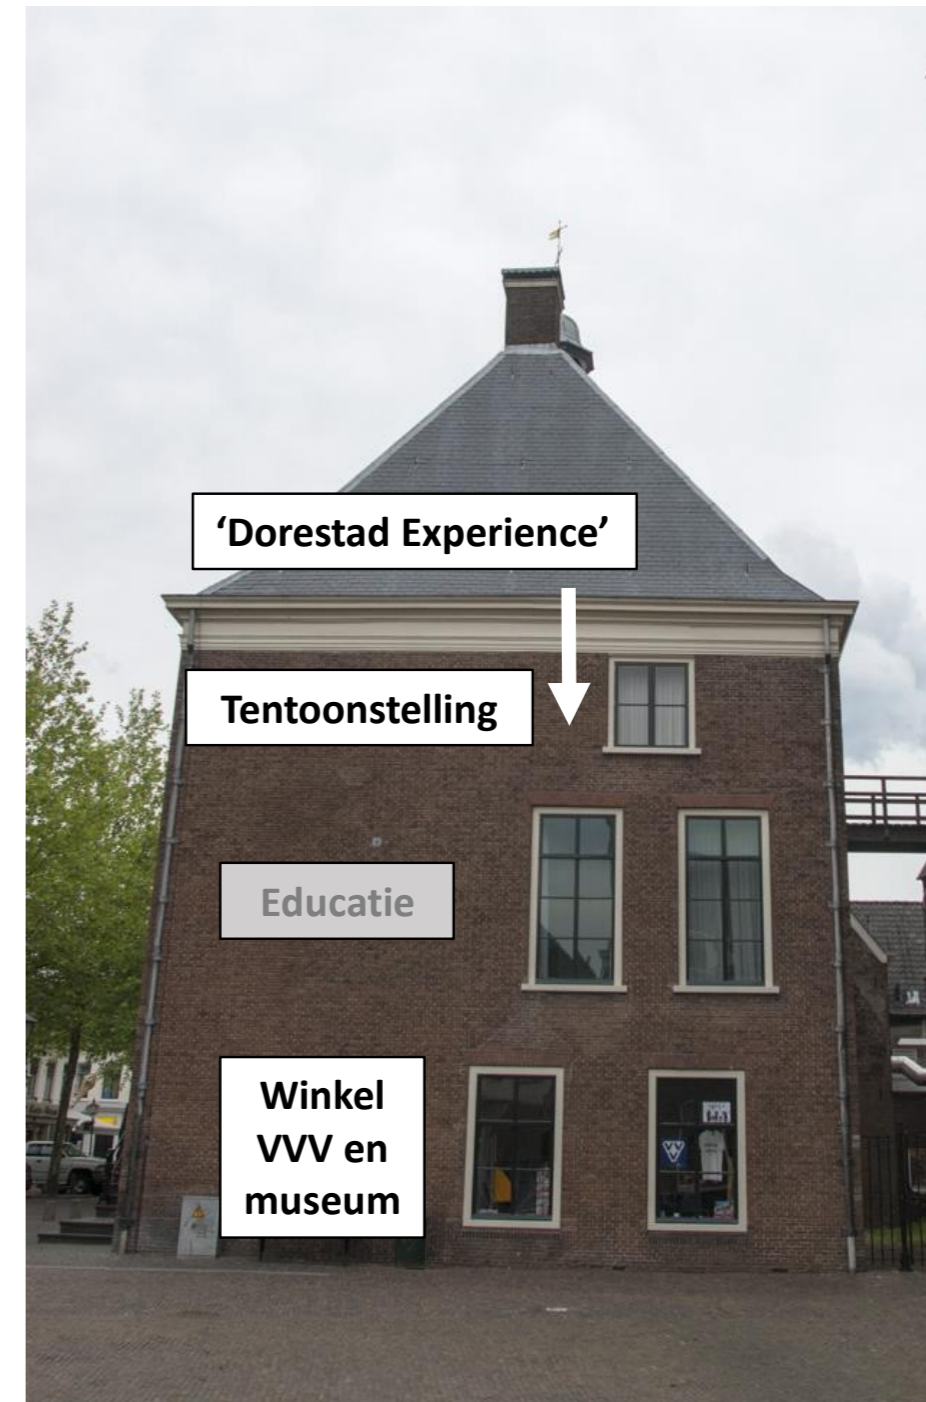 ‘Dorestad Experience’
Tentoonstelling
Educatie
Winkel
VVV en
museum